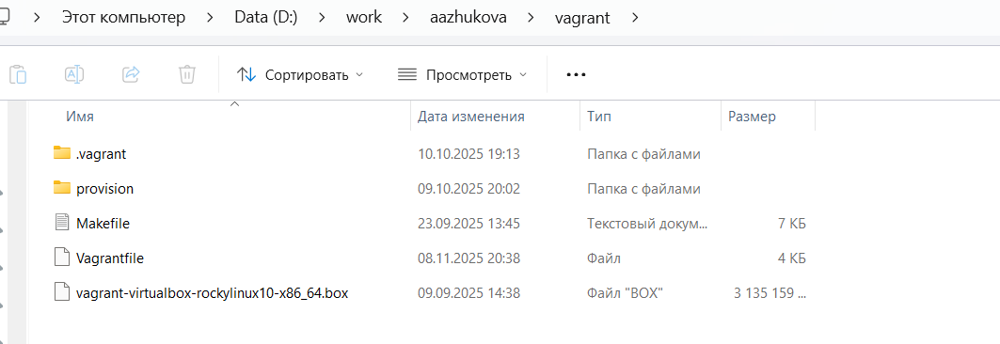 Этот компьютер > Data (D:) > work > aazhukova > vagrant >
Сортировать Просмотреть •••
Имя Дата изменения Тип Размер
.vagrant 10.10.2025 19:13 Папка с файлами
provision 09.10.2025 20:02 Папка с файлами
Makefile 23.09.2025 13:45 Текстовый докум... 7 КБ
Vagrantfile 08.11.2025 20:38 Файл 4 КБ
vagrant-virtualbox-rockylinux10-x86_64.box 09.09.2025 14:38 Файл "BOX" 3 135 159 ...